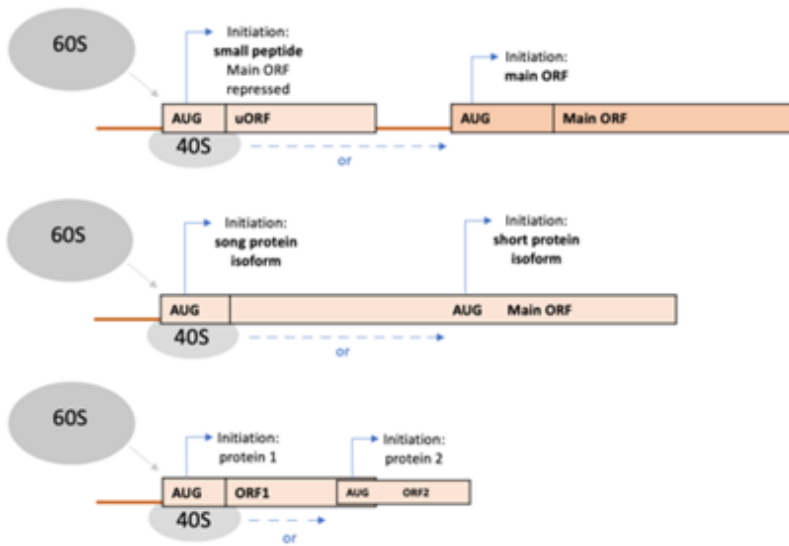 60S
Initiation:
small peptide
Main ORF
repressed
Initiation:
main ORF
AUG uORF
AUG Main ORF
40S
or
60S
Initiation:
song protein
isoform
Initiation:
short protein
isoform
AUG
AUG Main ORF
40S
or
60S
Initiation:
protein 1
Initiation:
protein 2
AUG ORF1
AUG ORF2
40S
or